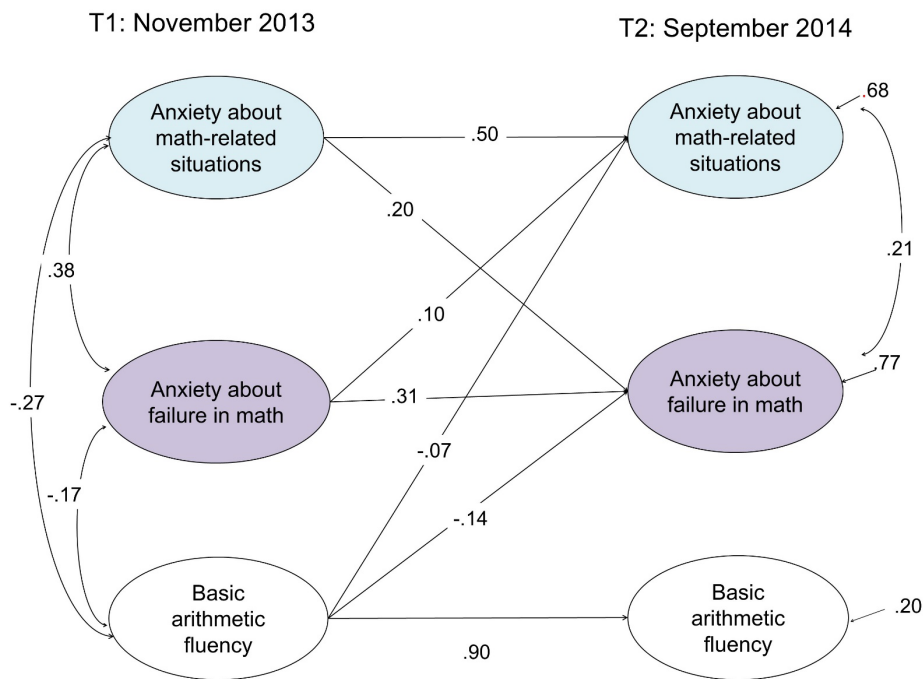 T1: November 2013
T2: September 2014
Anxiety about
math-related
situations
Anxiety about
math-related
situations
.68
.50
.20
.38
.21
.10
Anxiety about
failure in math
Anxiety about
failure in math
.77
.31
-.27
-.07
-.17
-.14
Basic
arithmetic
fluency
Basic
arithmetic
fluency
.20
.90